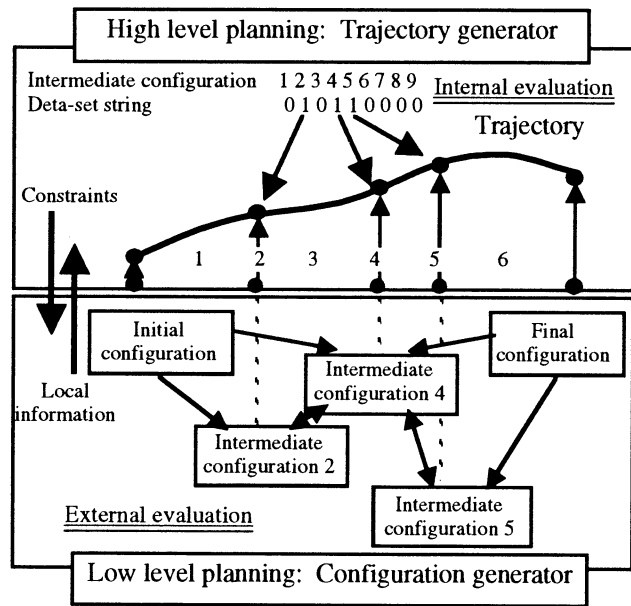 High level planning: Trajectory generator
Intermediate configuration 1 2 3 4 5 6 7 8 9
Deta-set string 0 1 0 1 1 0 0 0 0
Internal evaluation
Trajectory
Constraints
1 2 3 4 5 6
Initial
configuration
Final
configuration
Intermediate
configuration 4
Local
information
Intermediate
configuration 2
Intermediate
configuration 5
External evaluation
Low level planning: Configuration generator